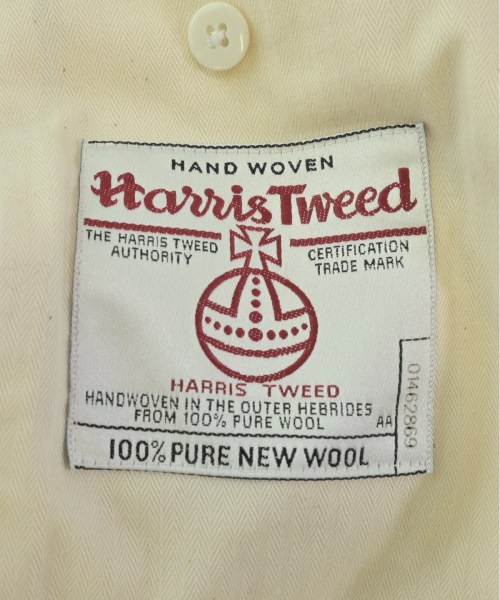 HAND WOVEN
Harris Tweed
THE HARRIS TWEED
AUTHORITY
CERTIFICATION
TRADE MARK
HARRIS TWEED
HANDWOVEN IN THE OUTER HEBRIDES
FROM 100% PURE WOOL
AA
01462869
100% PURE NEW WOOL